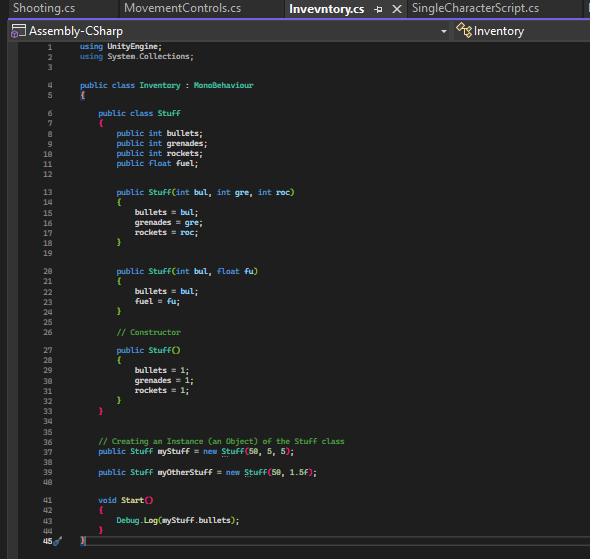 Shooting.cs MovementControls.cs Invevntory.cs SingleCharacterScript.cs
Assembly-CSharp Inventory
1 using UnityEngine;
2 using System.Collections;
3
4 public class Inventory : MonoBehaviour
5 {
6 public class Stuff
7 {
8 public int bullets;
9 public int grenades;
10 public int rockets;
11 public float fuel;
12
13 public Stuff(int bul, int gre, int roc)
14 {
15 bullets = bul;
16 grenades = gre;
17 rockets = roc;
18 }
19
20 public Stuff(int bul, float fu)
21 {
22 bullets = bul;
23 fuel = fu;
24 }
25
26 // Constructor
27 public Stuff()
28 {
29 bullets = 1;
30 grenades = 1;
31 rockets = 1;
32 }
33 }
34
35
36 // Creating an Instance (an Object) of the Stuff class
37 public Stuff myStuff = new Stuff(50, 5, 5);
38
39 public Stuff myOtherStuff = new Stuff(50, 1.5f);
40
41 void Start()
42 {
43 Debug.Log(myStuff.bullets);
44 }
45 }